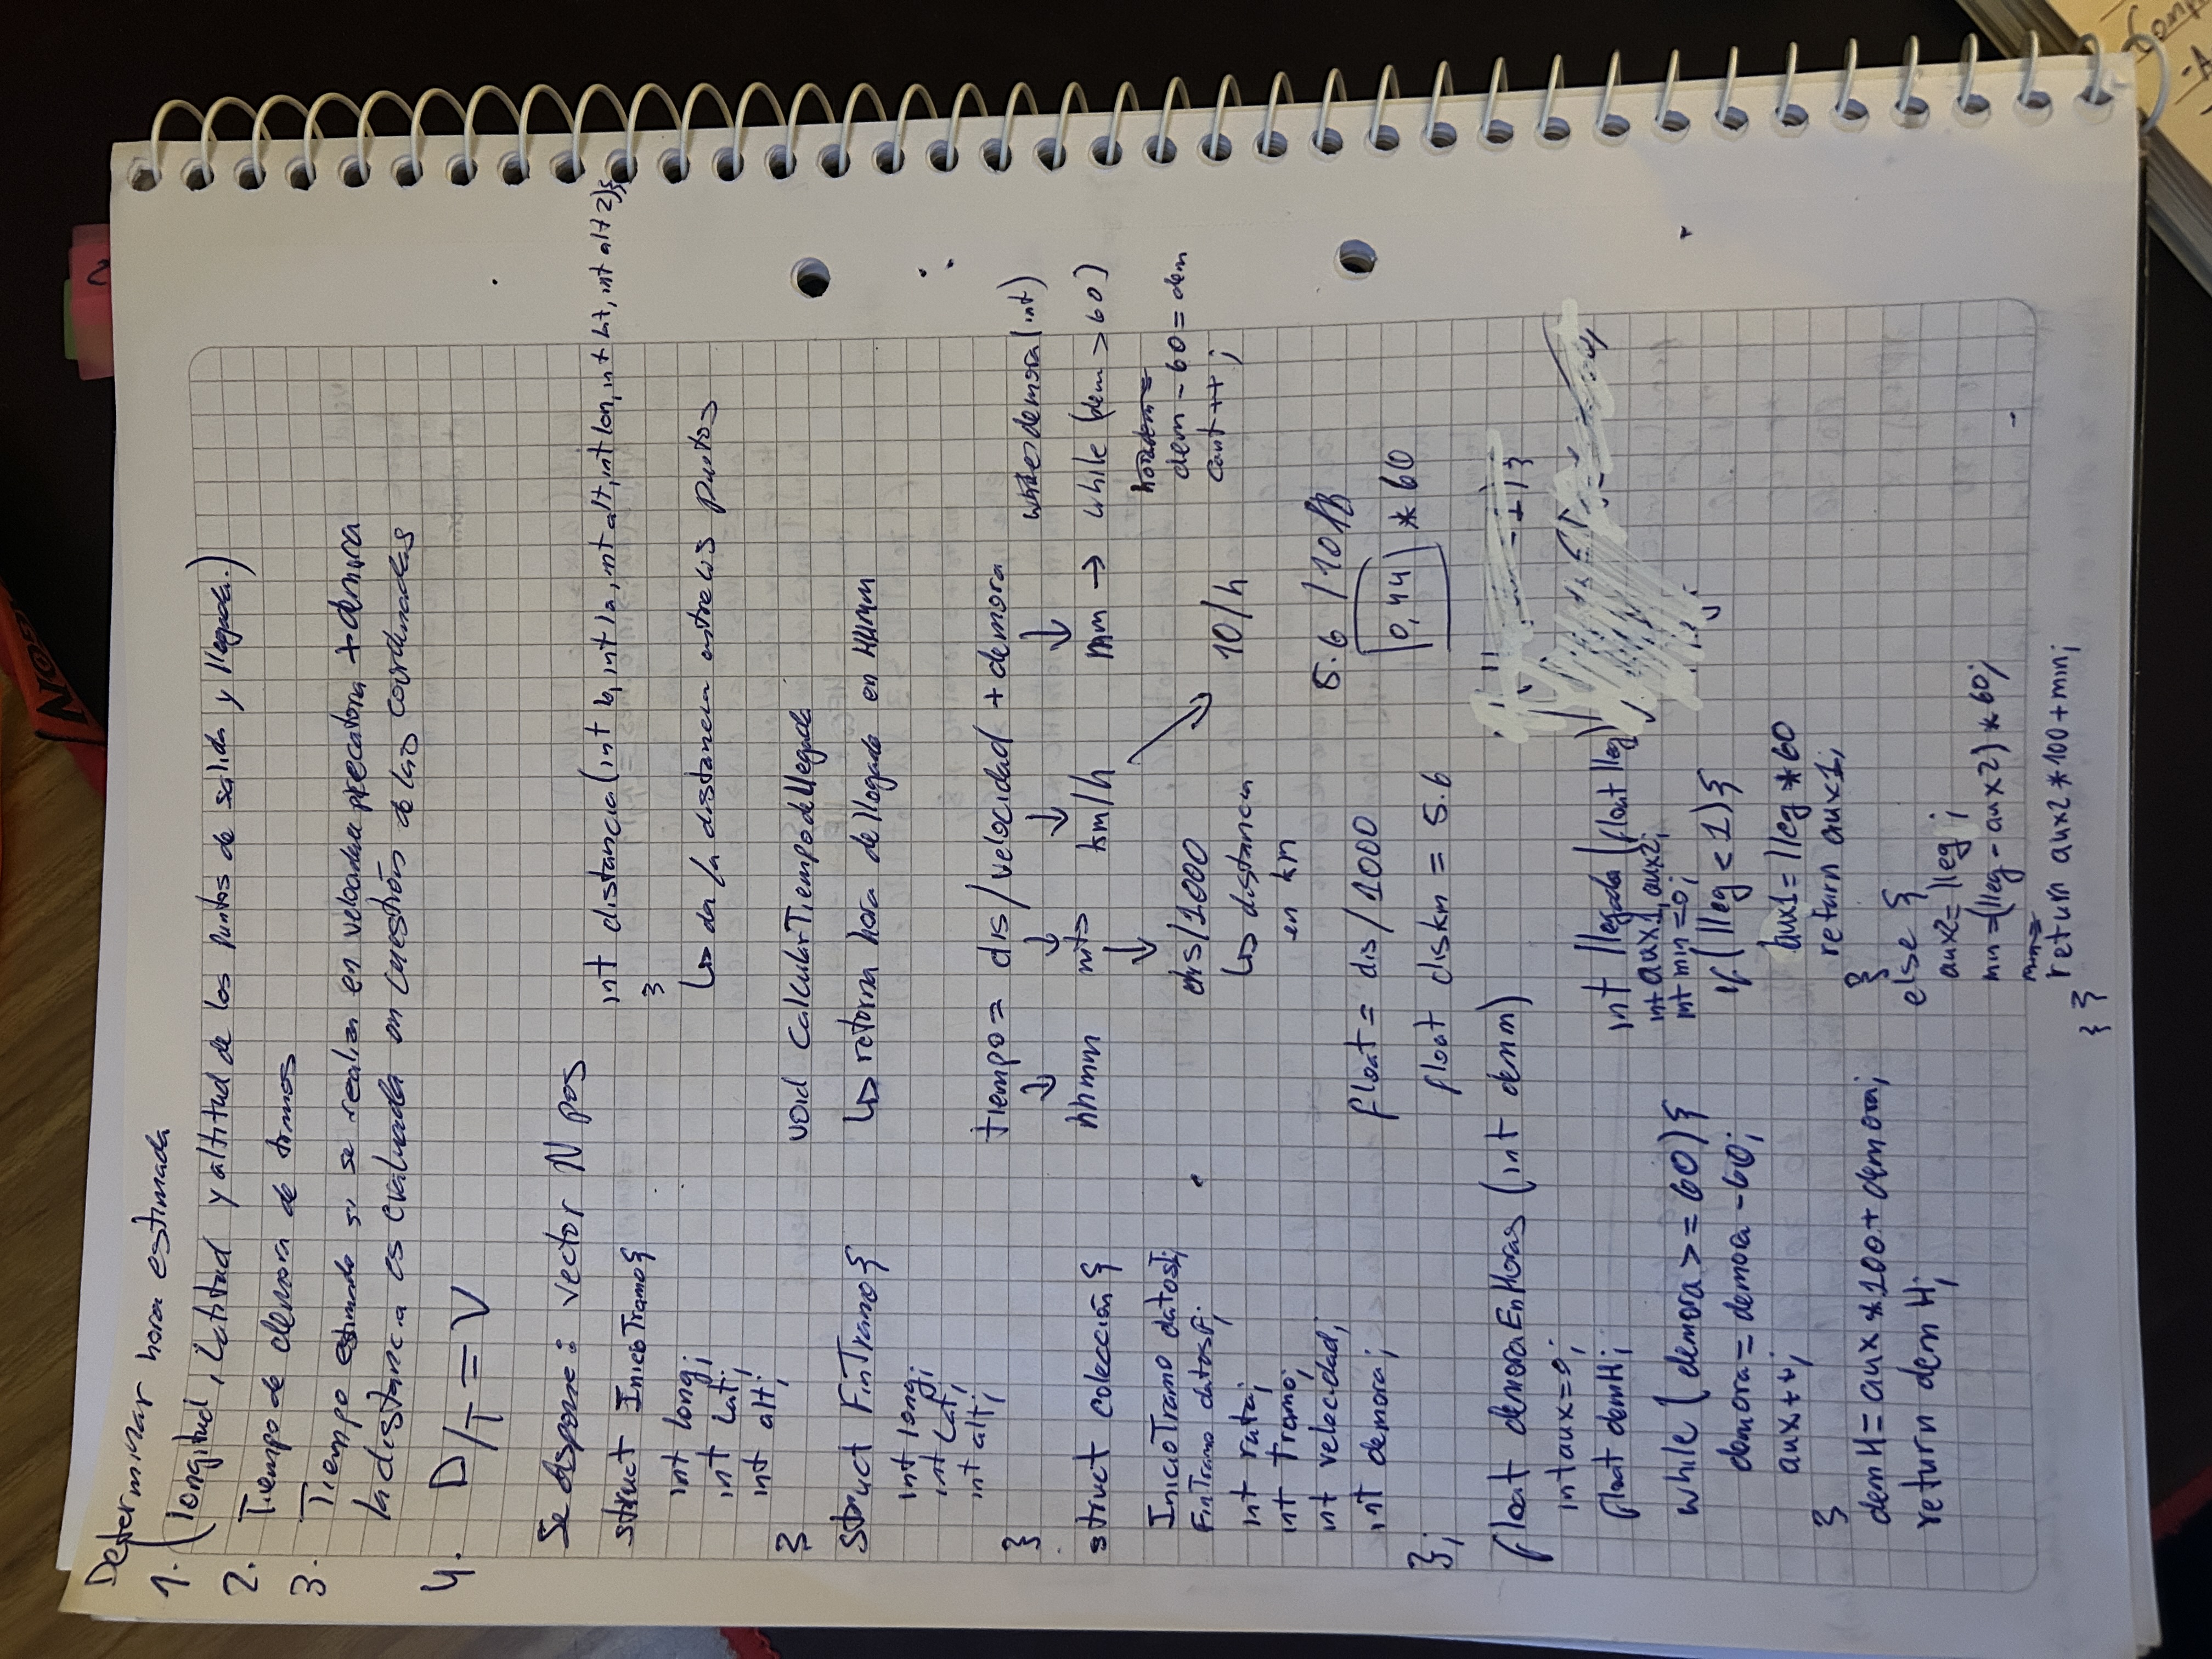 Determinar hora estimada
1. (longitud, Latitud y altitud de los puntos de salida y llegada.)
2. Tiempo de demora de tramos
3. Tiempo estimado si se realiza en velocidad precatoria + demora
la distancia es evaluada en cuestión de las coordenadas
4. D/T = V
Se dispone: vector N pos
struct InicioTramo{
int long;
int Lat;
int alt;
}
struct FinTramo{
int long;
int Lat;
int alt;
}
struct colección {
InicioTramo datosI;
FinTramo datosF;
int ruta;
int Tramo;
int velocidad;
int demora;
};
int distancia(int lo, int la, int alt, int lon, int lat, int alt2){
}
↳ da la distancia entre los puntos
void CalcularTiempodellegada
↳ retorna hora de llegada en HHMM
tiempo = dis/velocidad + demora
↓ ↓ ↓ ↓
hhmm mts km/h mm → while (dem > 60)
demora (int)
dem - 60 = dem
cant ++ ;
↓
dis/1000
↳ distancia
en km
10/h
5.6 /10
0,44 * 60
float = dis/1000
float diskm = 5.6
float demoraEnHoras (int demm)
int aux=0;
float demH;
while ( demora >= 60){
demora = demora - 60;
aux++;
}
demH = aux * 100 + demora;
return demH;
int llegada (float lleg)
int aux1, aux2;
int min = 0;
if (lleg < 1){
aux1 = lleg * 60
return aux1;
}
else {
aux2 = lleg ;
min = (lleg - aux2) * 60;
min =
return aux2 * 100 + min;
} }